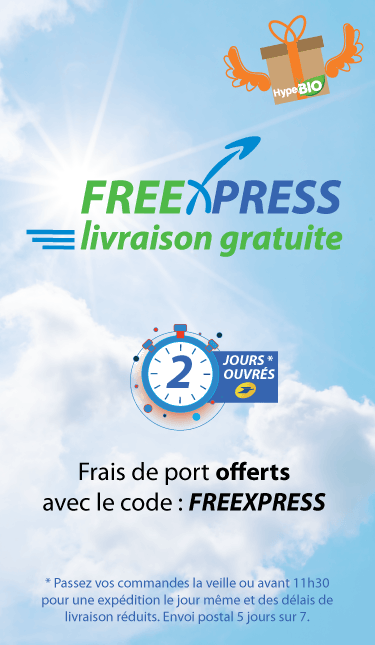 HypeBIO
FREEXPRESS
livraison gratuite
2
JOURS *
OUVRÉS
Frais de port offerts
avec le code : FREEXPRESS
* Passez vos commandes la veille ou avant 11h30
pour une expédition le jour même et des délais de
livraison réduits. Envoi postal 5 jours sur 7.